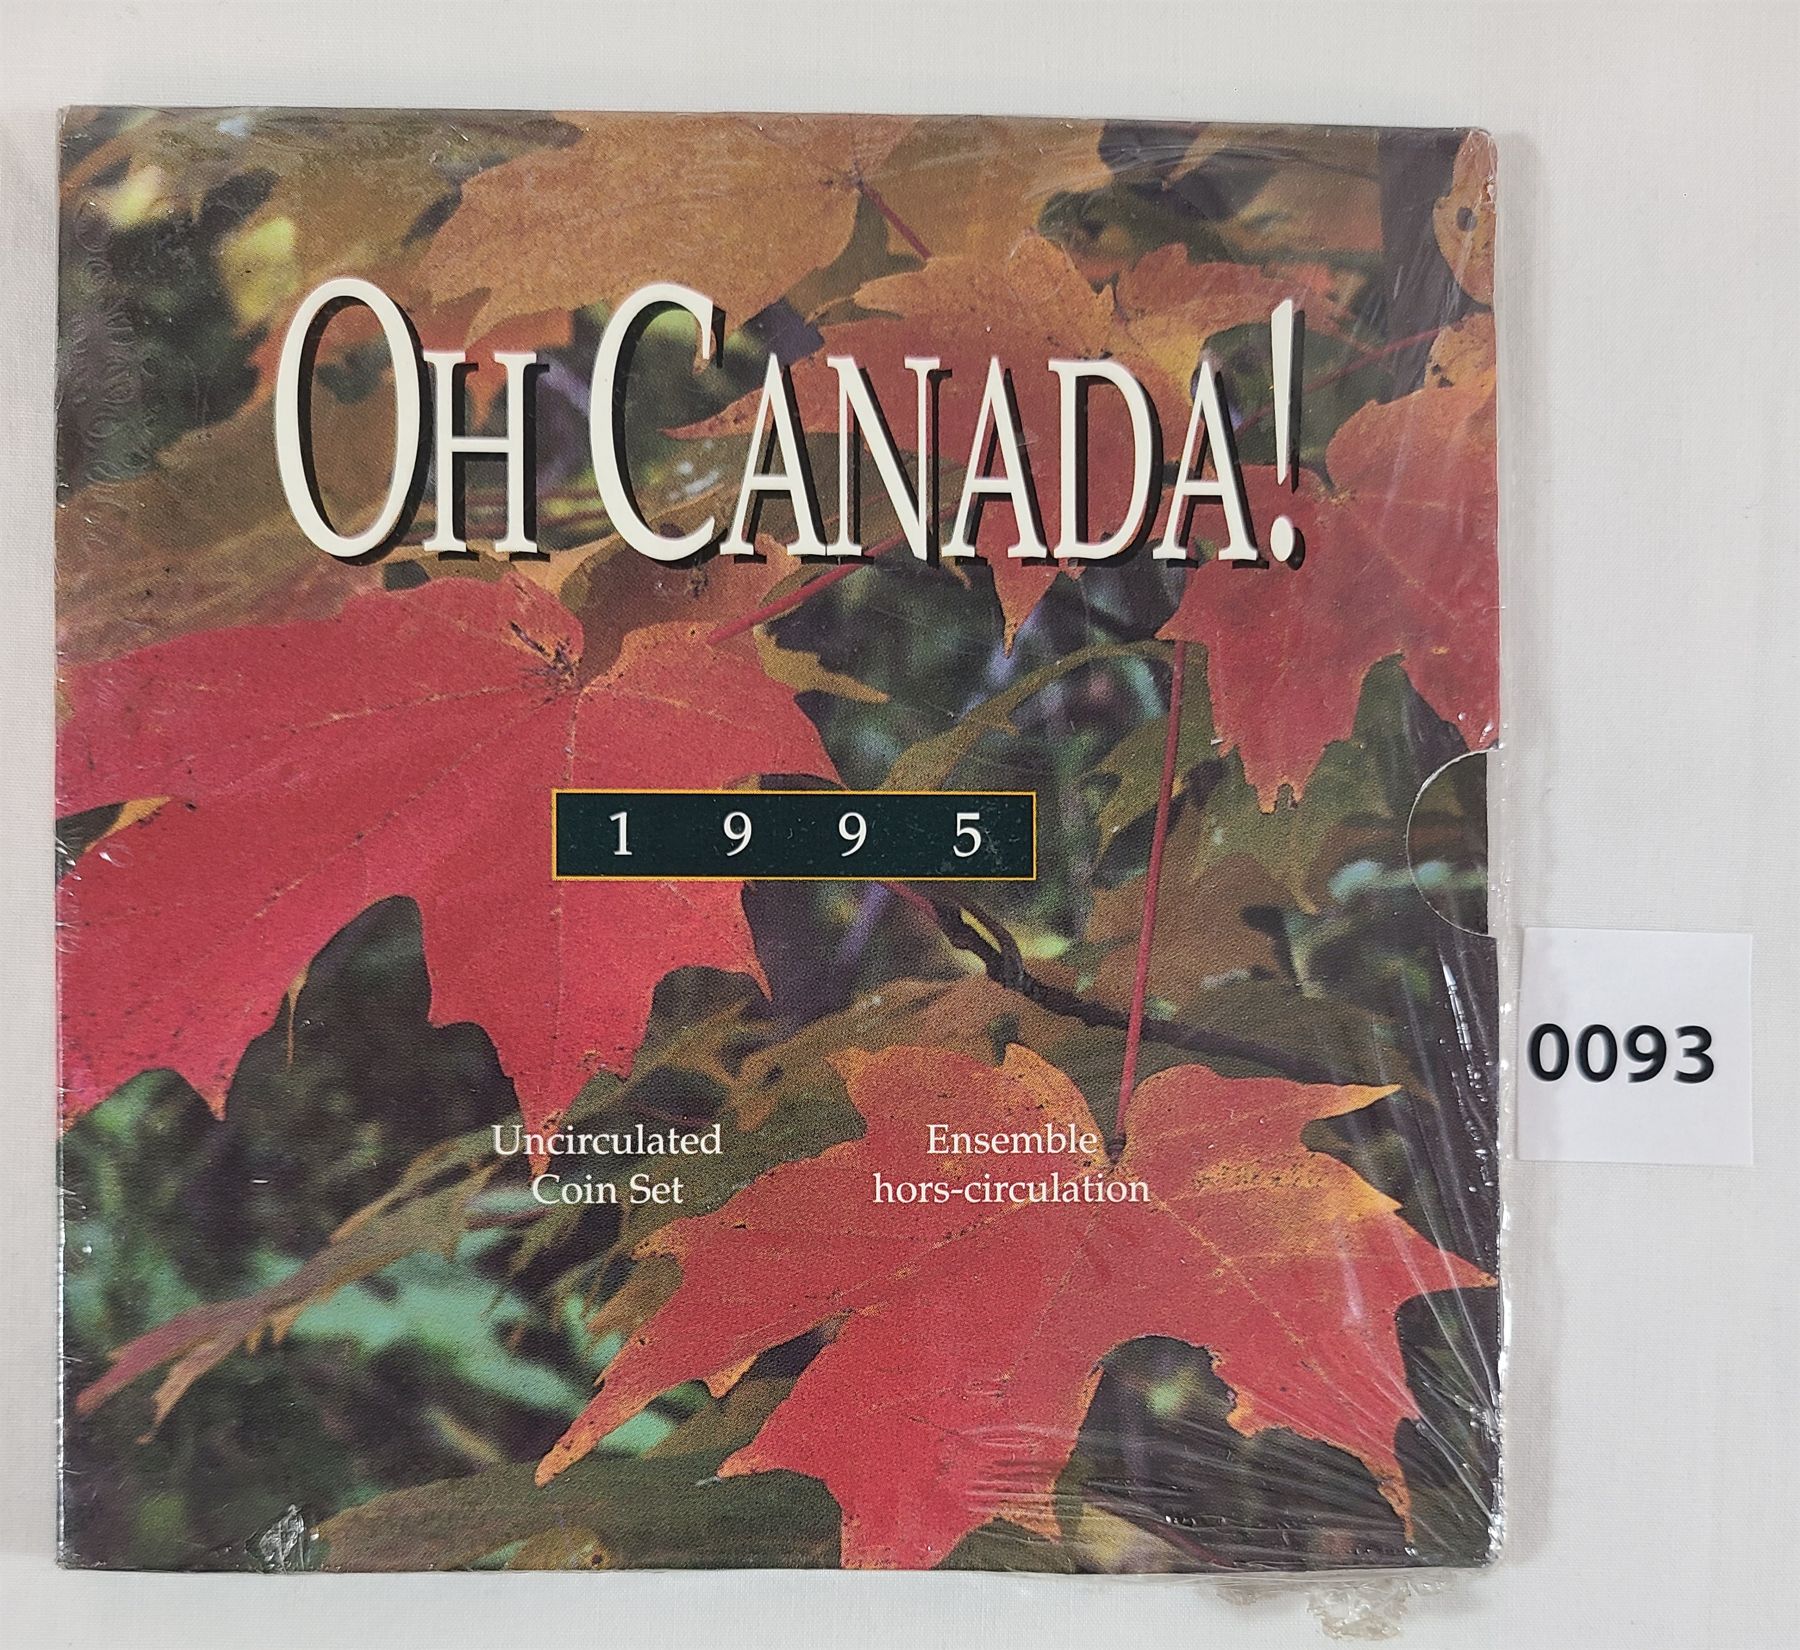 OH CANADA!
1995
Uncirculated
Coin Set
Ensemble
hors-circulation
0093